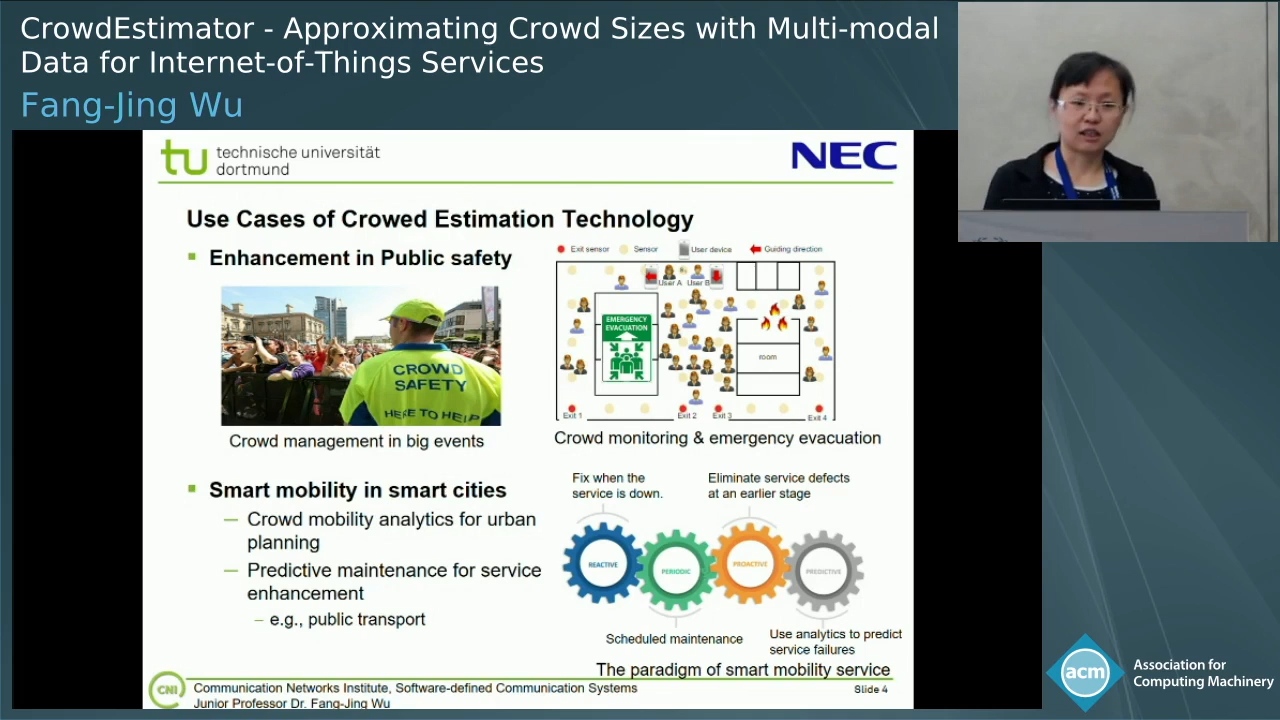 CrowdEstimator - Approximating Crowd Sizes with Multi-modal
Data for Internet-of-Things Services
Fang-Jing Wu
tu technische universität
dortmund
NEC
Use Cases of Crowed Estimation Technology
Enhancement in Public safety
CROWD
SAFETY
HERE TO HELP
Crowd management in big events
Exit sensor
Sensor
User device
Guiding direction
User A
User B
EMERGENCY
EVACUATION
room
Exit 1
Exit 2
Exit 3
Exit 4
Crowd monitoring & emergency evacuation
Smart mobility in smart cities
— Crowd mobility analytics for urban
planning
— Predictive maintenance for service
enhancement
– e.g., public transport
Fix when the
service is down.
Eliminate service defects
at an earlier stage
REACTIVE
PERIODIC
PROACTIVE
PREDICTIVE
Scheduled maintenance
Use analytics to predict
service failures
The paradigm of smart mobility service
CNI
Communication Networks Institute, Software-defined Communication Systems
Junior Professor Dr. Fang-Jing Wu
Slide 4
acm
Association for
Computing Machinery